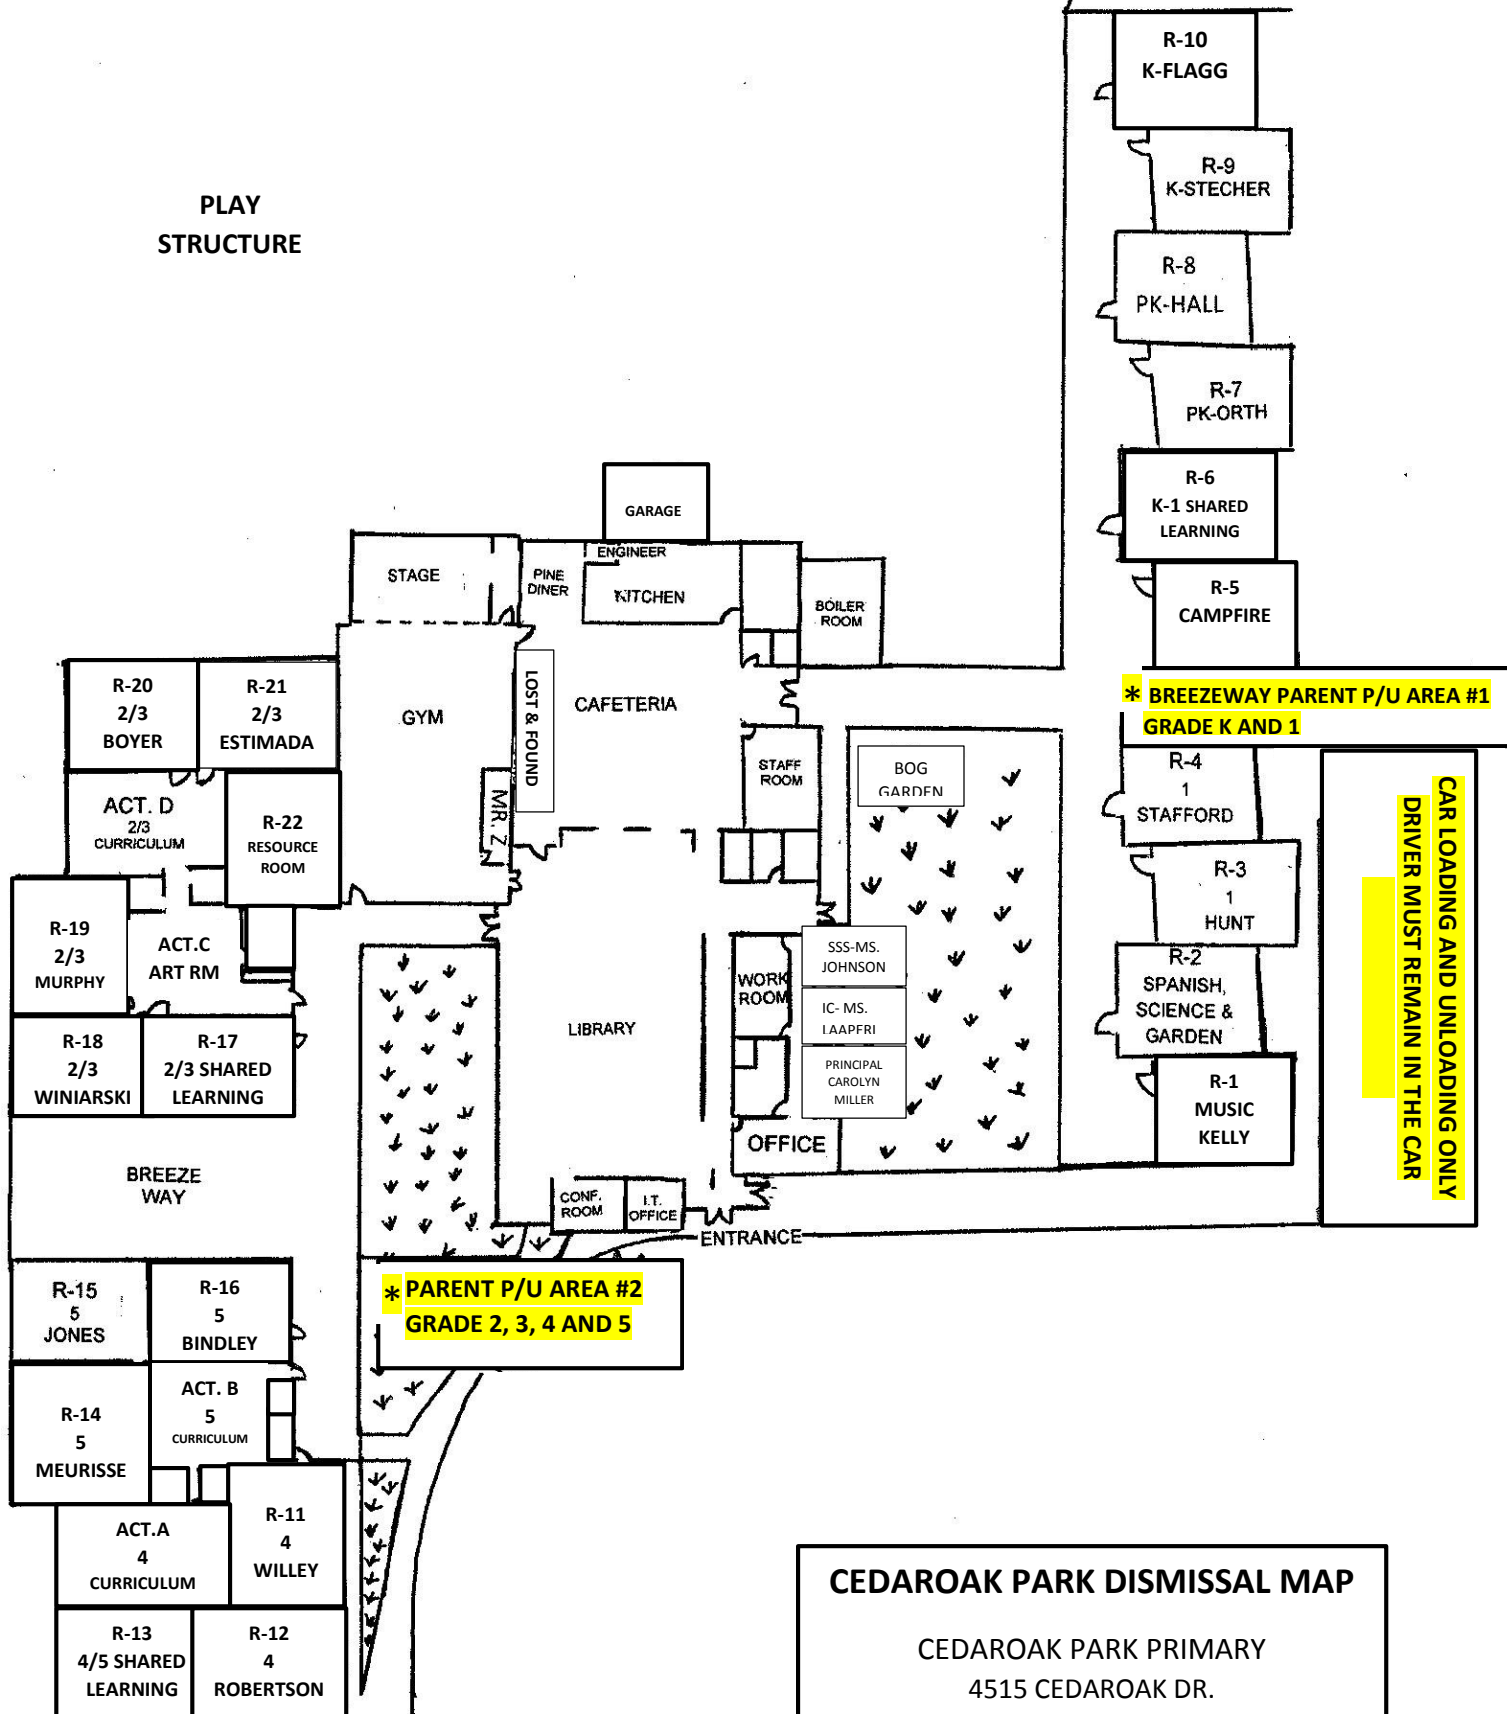 R-10
K-FLAGG
R-9
K-STECHER
PLAY
STRUCTURE
R-8
PK-HALL
R-7
PK-ORTH
R-6
K-1 SHARED
LEARNING
GARAGE
ENGINEER
STAGE
PINE
DINER
KITCHEN
BOILER
ROOM
R-5
CAMPFIRE
R-20
2/3
BOYER
R-21
2/3
ESTIMADA
GYM
LOST & FOUND
CAFETERIA
* BREEZEWAY PARENT P/U AREA #1
GRADE K AND 1
STAFF
ROOM
BOG
GARDEN
R-4
1
STAFFORD
CAR LOADING AND UNLOADING ONLY
DRIVER MUST REMAIN IN THE CAR
ACT. D
2/3
CURRICULUM
R-22
RESOURCE
ROOM
MR. Z
R-3
1
HUNT
R-19
2/3
MURPHY
ACT.C
ART RM
SSS-MS.
JOHNSON
WORK
ROOM
IC- MS.
LAAPERI
R-2
SPANISH,
SCIENCE &
GARDEN
LIBRARY
R-18
2/3
WINIARSKI
R-17
2/3 SHARED
LEARNING
PRINCIPAL
CAROLYN
MILLER
R-1
MUSIC
KELLY
OFFICE
BREEZE
WAY
CONF.
ROOM
I.T.
OFFICE
ENTRANCE
R-15
5
JONES
R-16
5
BINDLEY
* PARENT P/U AREA #2
GRADE 2, 3, 4 AND 5
R-14
5
MEURISSE
ACT. B
5
CURRICULUM
ACT.A
4
CURRICULUM
R-11
4
WILLEY
R-13
4/5 SHARED
LEARNING
R-12
4
ROBERTSON
CEDAROAK PARK DISMISSAL MAP
CEDAROAK PARK PRIMARY
4515 CEDAROAK DR.